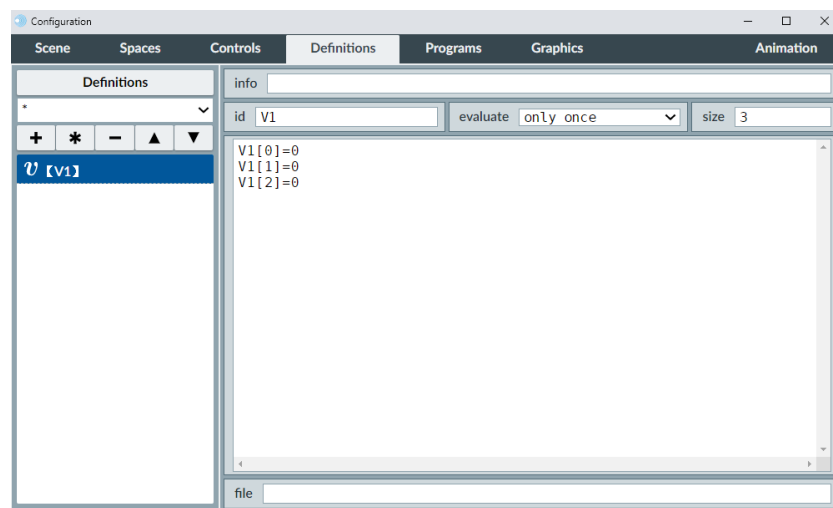 Configuration
Scene Spaces Controls Definitions Programs Graphics Animation
Definitions
*
+ * − ▲ ▼
v【V1】
info
id V1 evaluate only once size 3
V1[0]=0
V1[1]=0
V1[2]=0
file